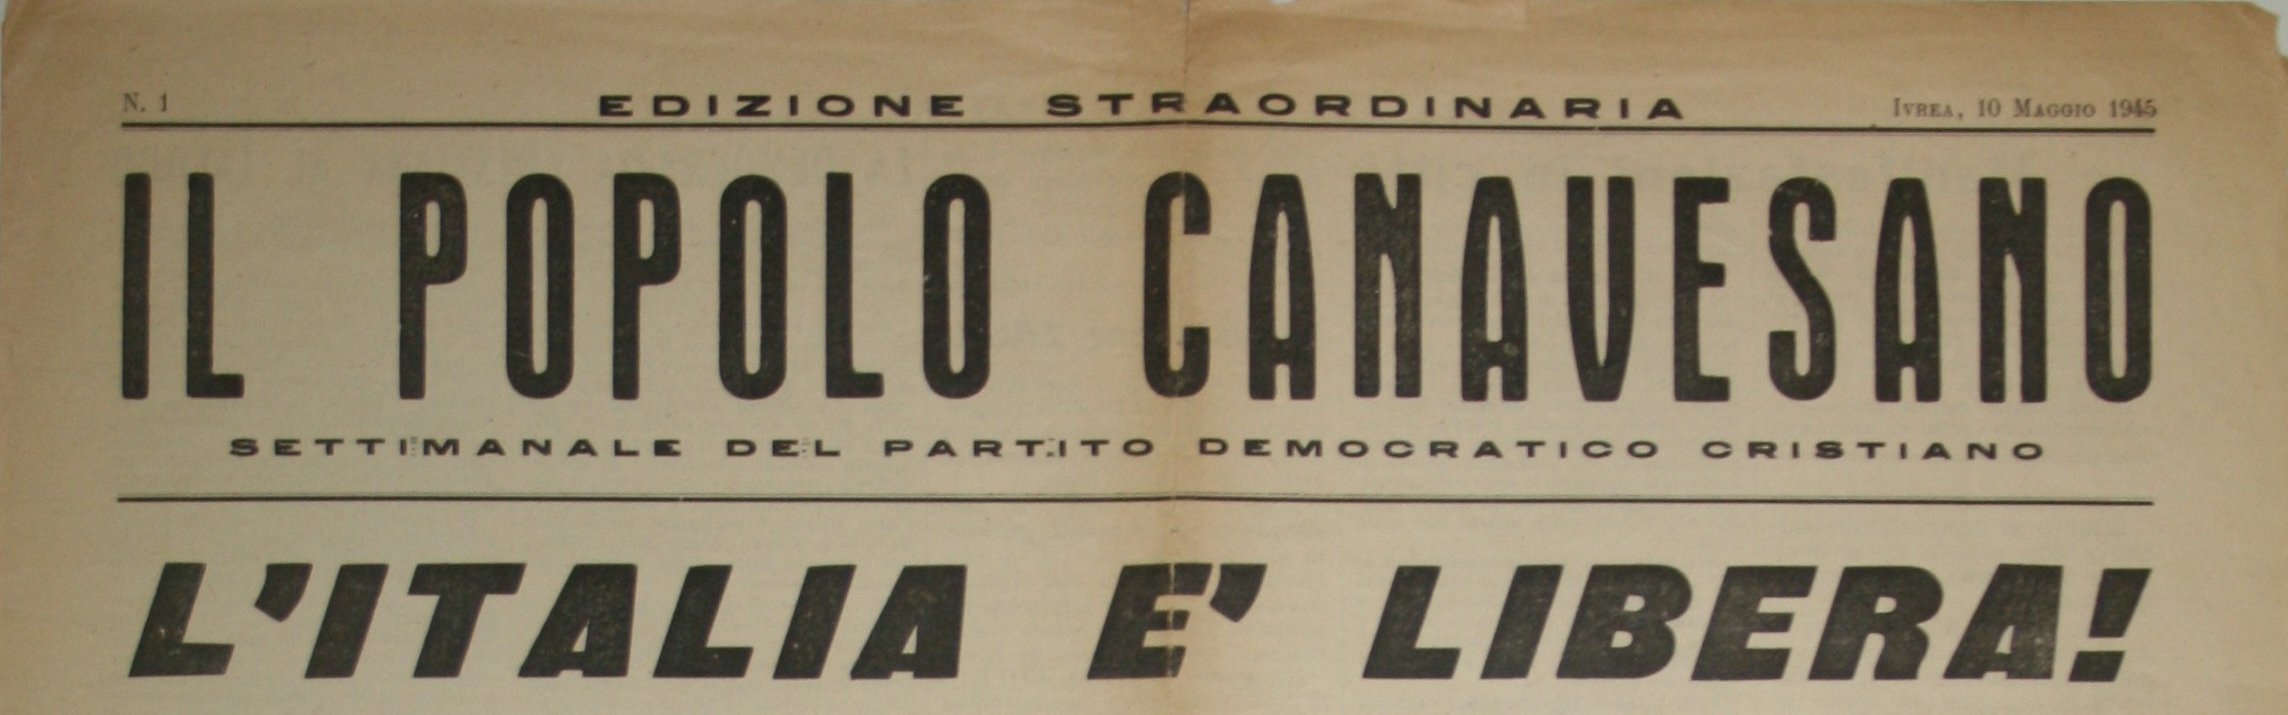 N. 1 EDIZIONE STRAORDINARIA IVREA, 10 MAGGIO 1945
IL POPOLO CANAVESANO
SETTIMANALE DEL PARTITO DEMOCRATICO CRISTIANO
L'ITALIA E' LIBERA!